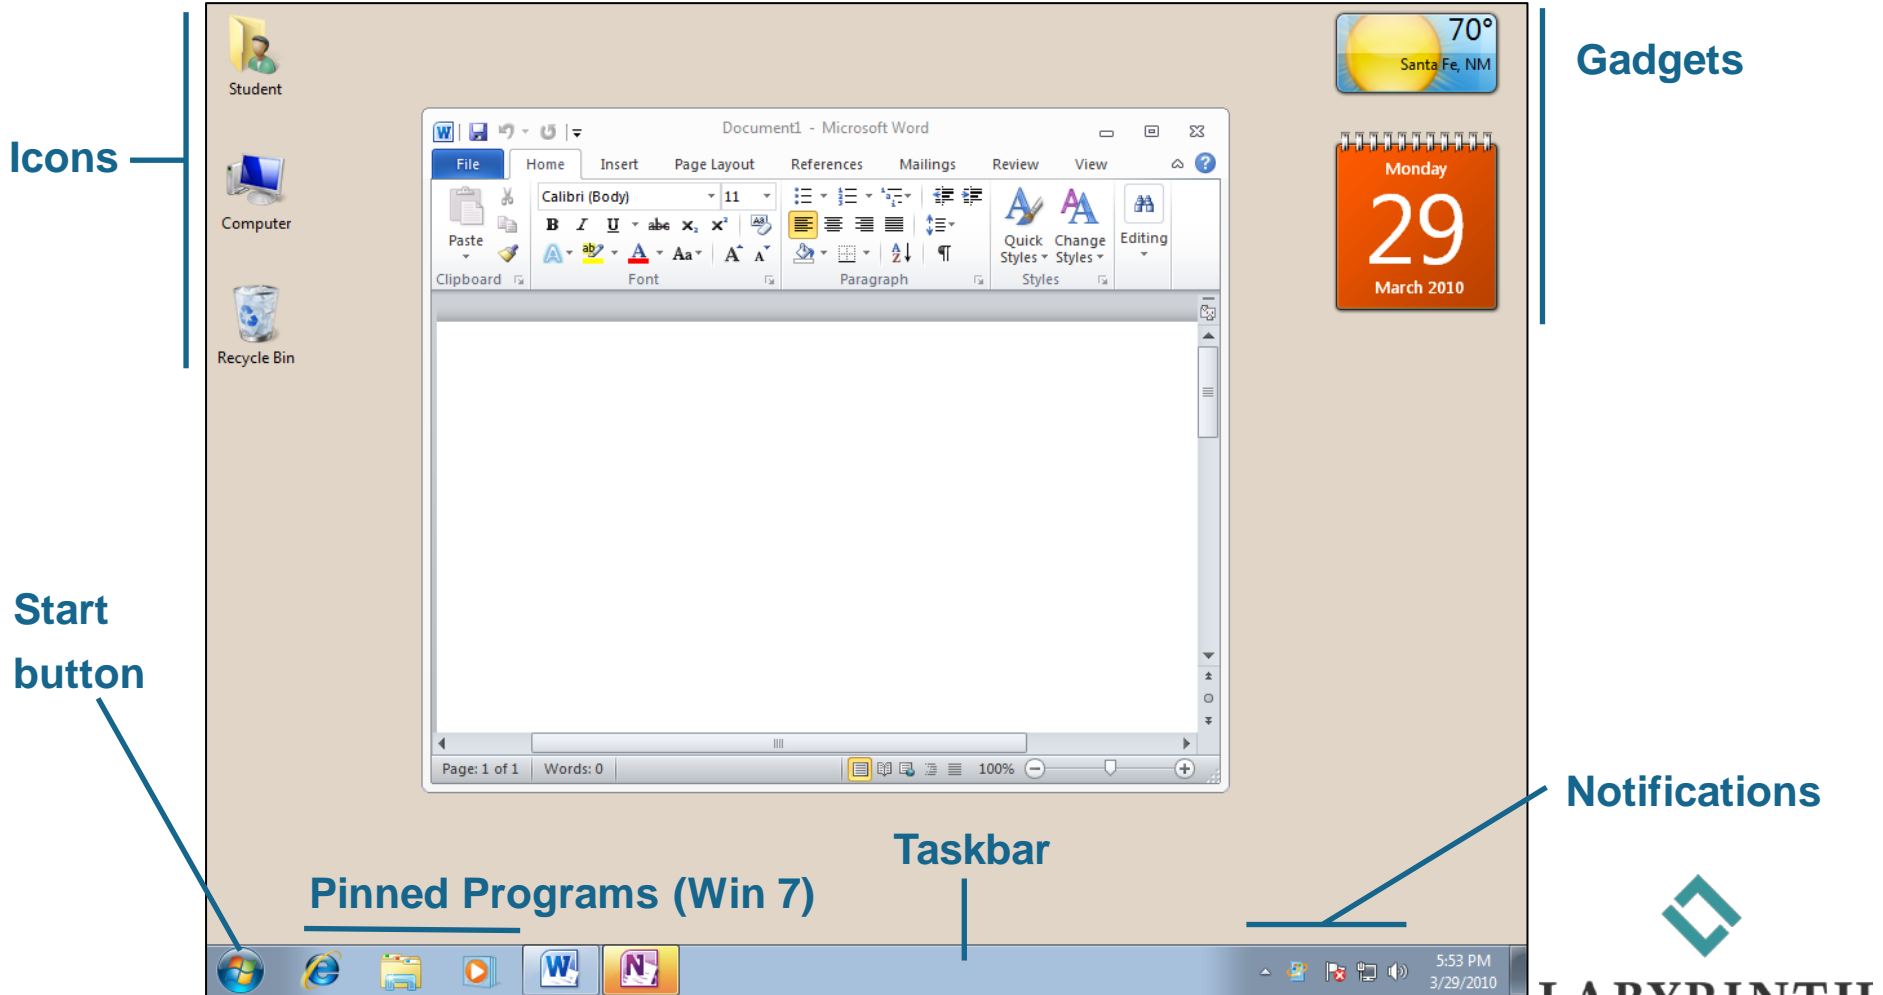 Student
Computer
Recycle Bin
Icons
Start
button
Gadgets
70°
Santa Fe, NM
Monday
29
March 2010
Document1 - Microsoft Word
File Home Insert Page Layout References Mailings Review View
Calibri (Body) 11
Paste
Quick Styles
Change Styles
Editing
Clipboard Font Paragraph Styles
Page: 1 of 1 Words: 0 100%
Notifications
Taskbar
Pinned Programs (Win 7)
5:53 PM
3/29/2010
LABYRINTH